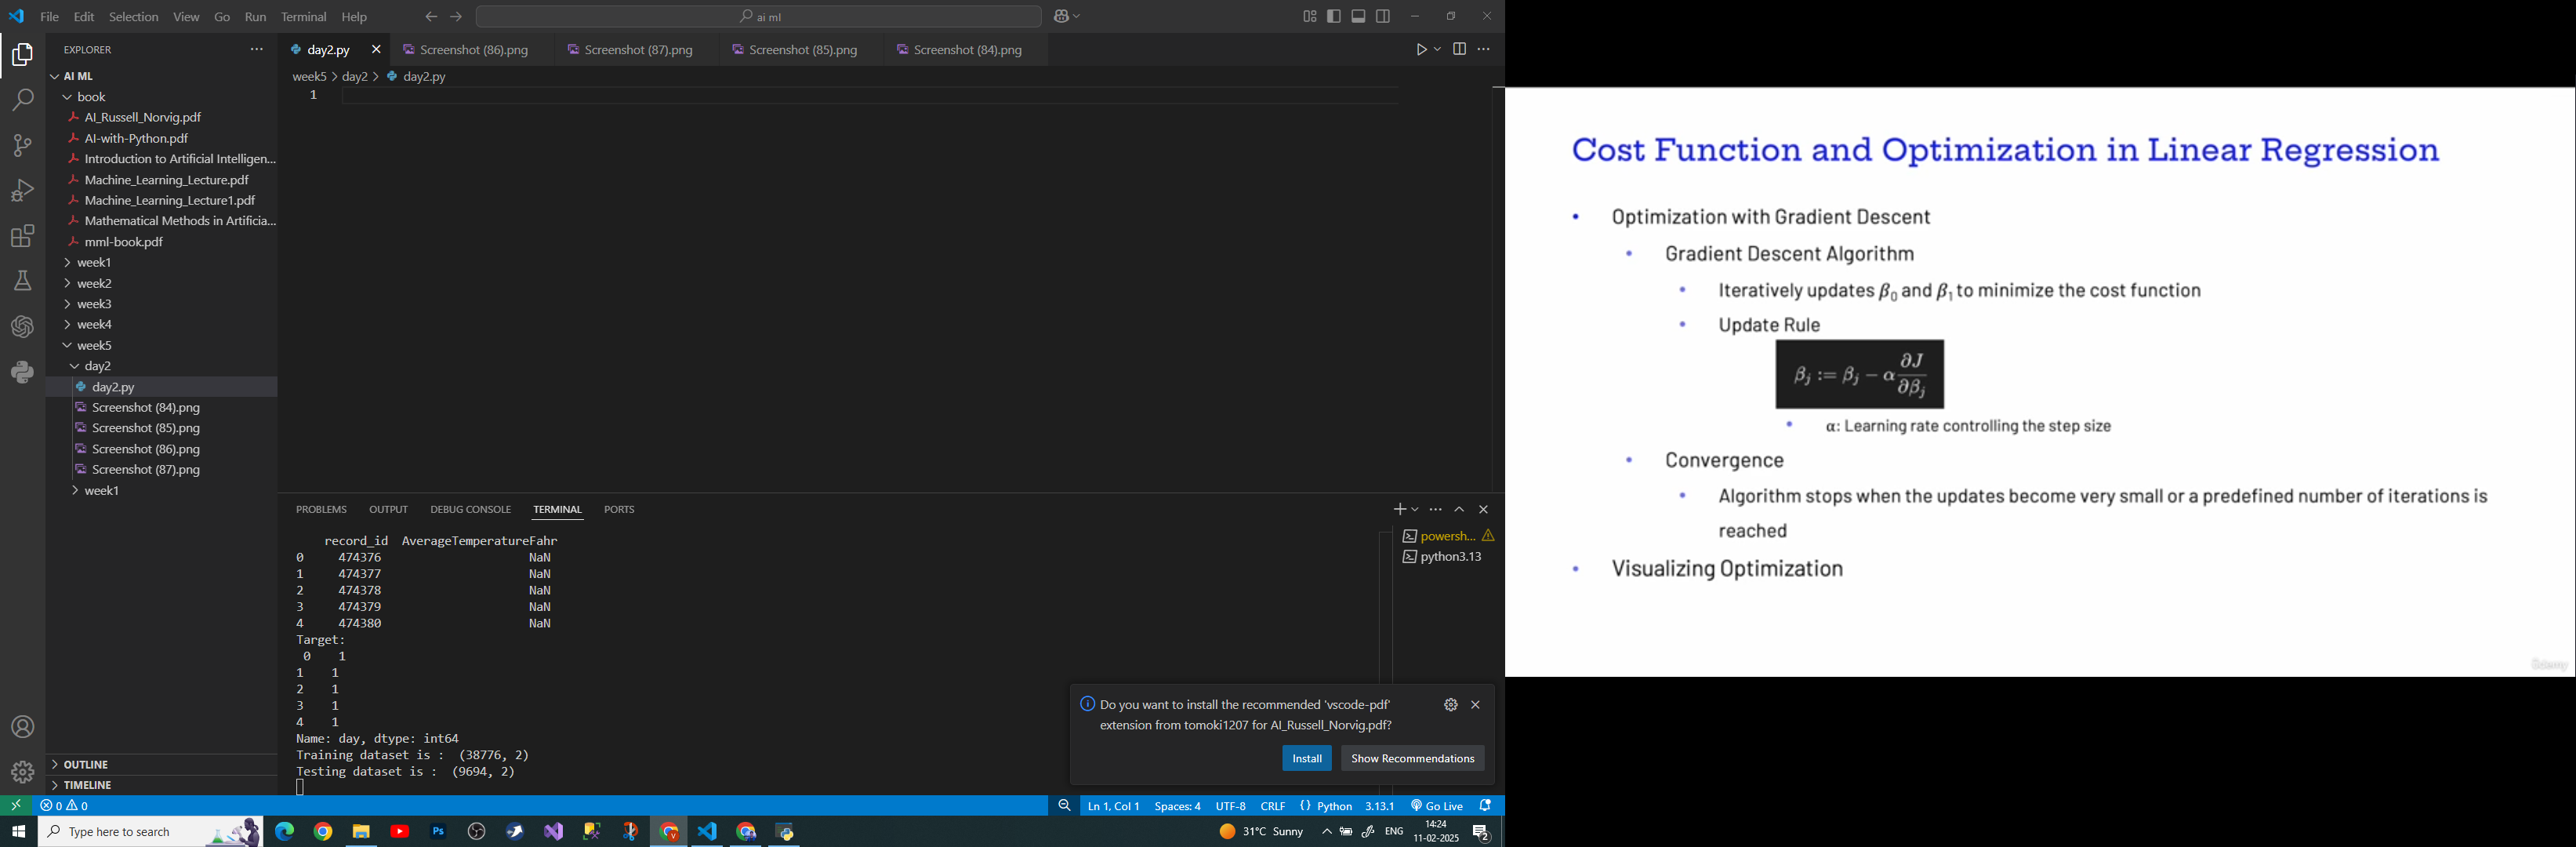 File Edit Selection View Go Run Terminal Help
ai ml
EXPLORER
AI ML
book
AI_Russell_Norvig.pdf
AI-with-Python.pdf
Introduction to Artificial Intelligen...
Machine_Learning_Lecture.pdf
Machine_Learning_Lecture1.pdf
Mathematical Methods in Artificia...
mml-book.pdf
week1
week2
week3
week4
week5
day2
day2.py
Screenshot (84).png
Screenshot (85).png
Screenshot (86).png
Screenshot (87).png
week1
OUTLINE
TIMELINE
day2.py Screenshot (86).png Screenshot (87).png Screenshot (85).png Screenshot (84).png
week5 > day2 > day2.py
1
PROBLEMS OUTPUT DEBUG CONSOLE TERMINAL PORTS
record_id AverageTemperatureFahr
0 474376 NaN
1 474377 NaN
2 474378 NaN
3 474379 NaN
4 474380 NaN
Target:
0 1
1 1
2 1
3 1
4 1
Name: day, dtype: int64
Training dataset is : (38776, 2)
Testing dataset is : (9694, 2)
powersh...
python3.13
Do you want to install the recommended 'vscode-pdf'
extension from tomoki1207 for AI_Russell_Norvig.pdf?
Install Show Recommendations
0 0 Ln 1, Col 1 Spaces: 4 UTF-8 CRLF {} Python 3.13.1 Go Live
Type here to search
Ps
31°C Sunny ENG
14:24
11-02-2025
2
Cost Function and Optimization in Linear Regression
• Optimization with Gradient Descent
• Gradient Descent Algorithm
• Iteratively updates β₀ and β₁ to minimize the cost function
• Update Rule
βⱼ := βⱼ − α ∂J/∂βⱼ
• α: Learning rate controlling the step size
• Convergence
• Algorithm stops when the updates become very small or a predefined number of iterations is
reached
• Visualizing Optimization
Udemy